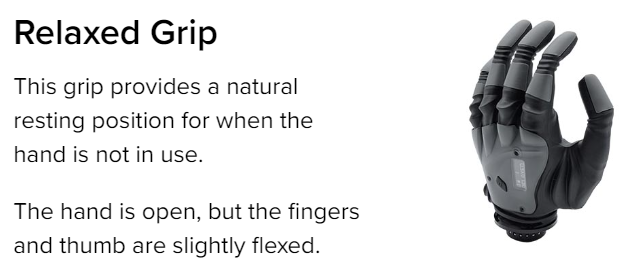 Relaxed Grip
This grip provides a natural
resting position for when the
hand is not in use.
The hand is open, but the fingers
and thumb are slightly flexed.